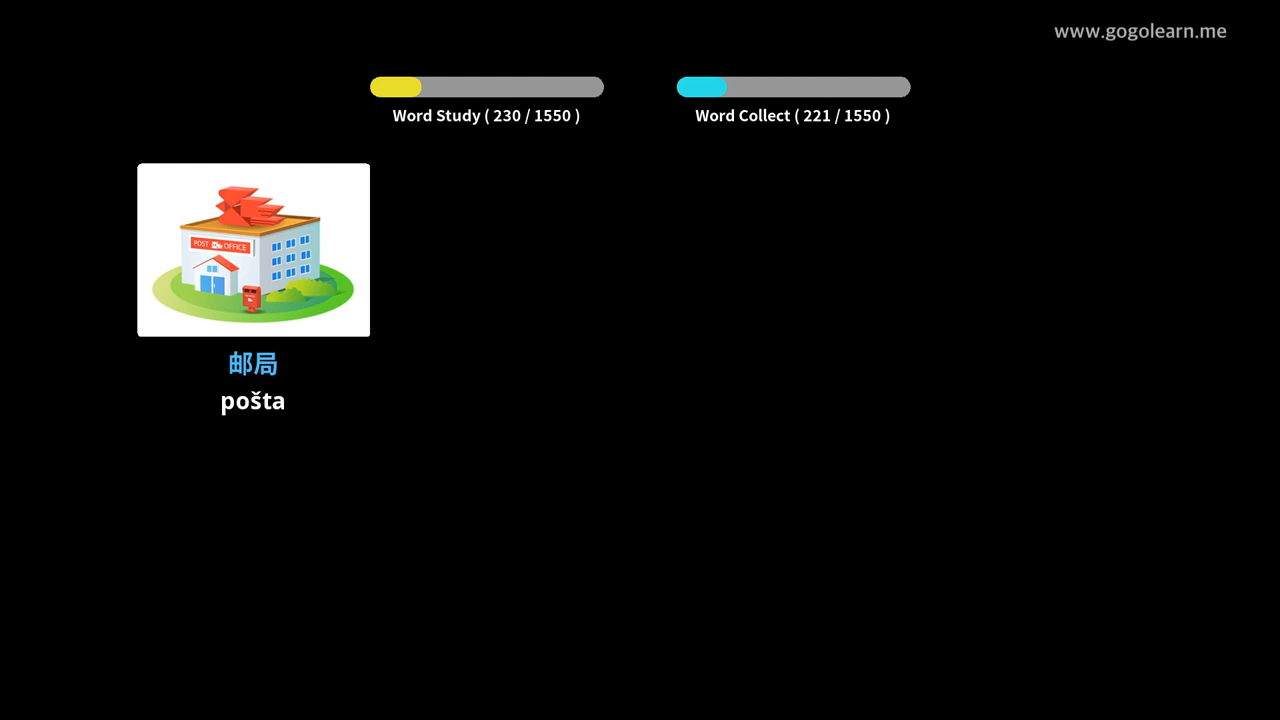 www.gogolearn.me
Word Study ( 230 / 1550 )
Word Collect ( 221 / 1550 )
POST OFFICE
邮局
pošta